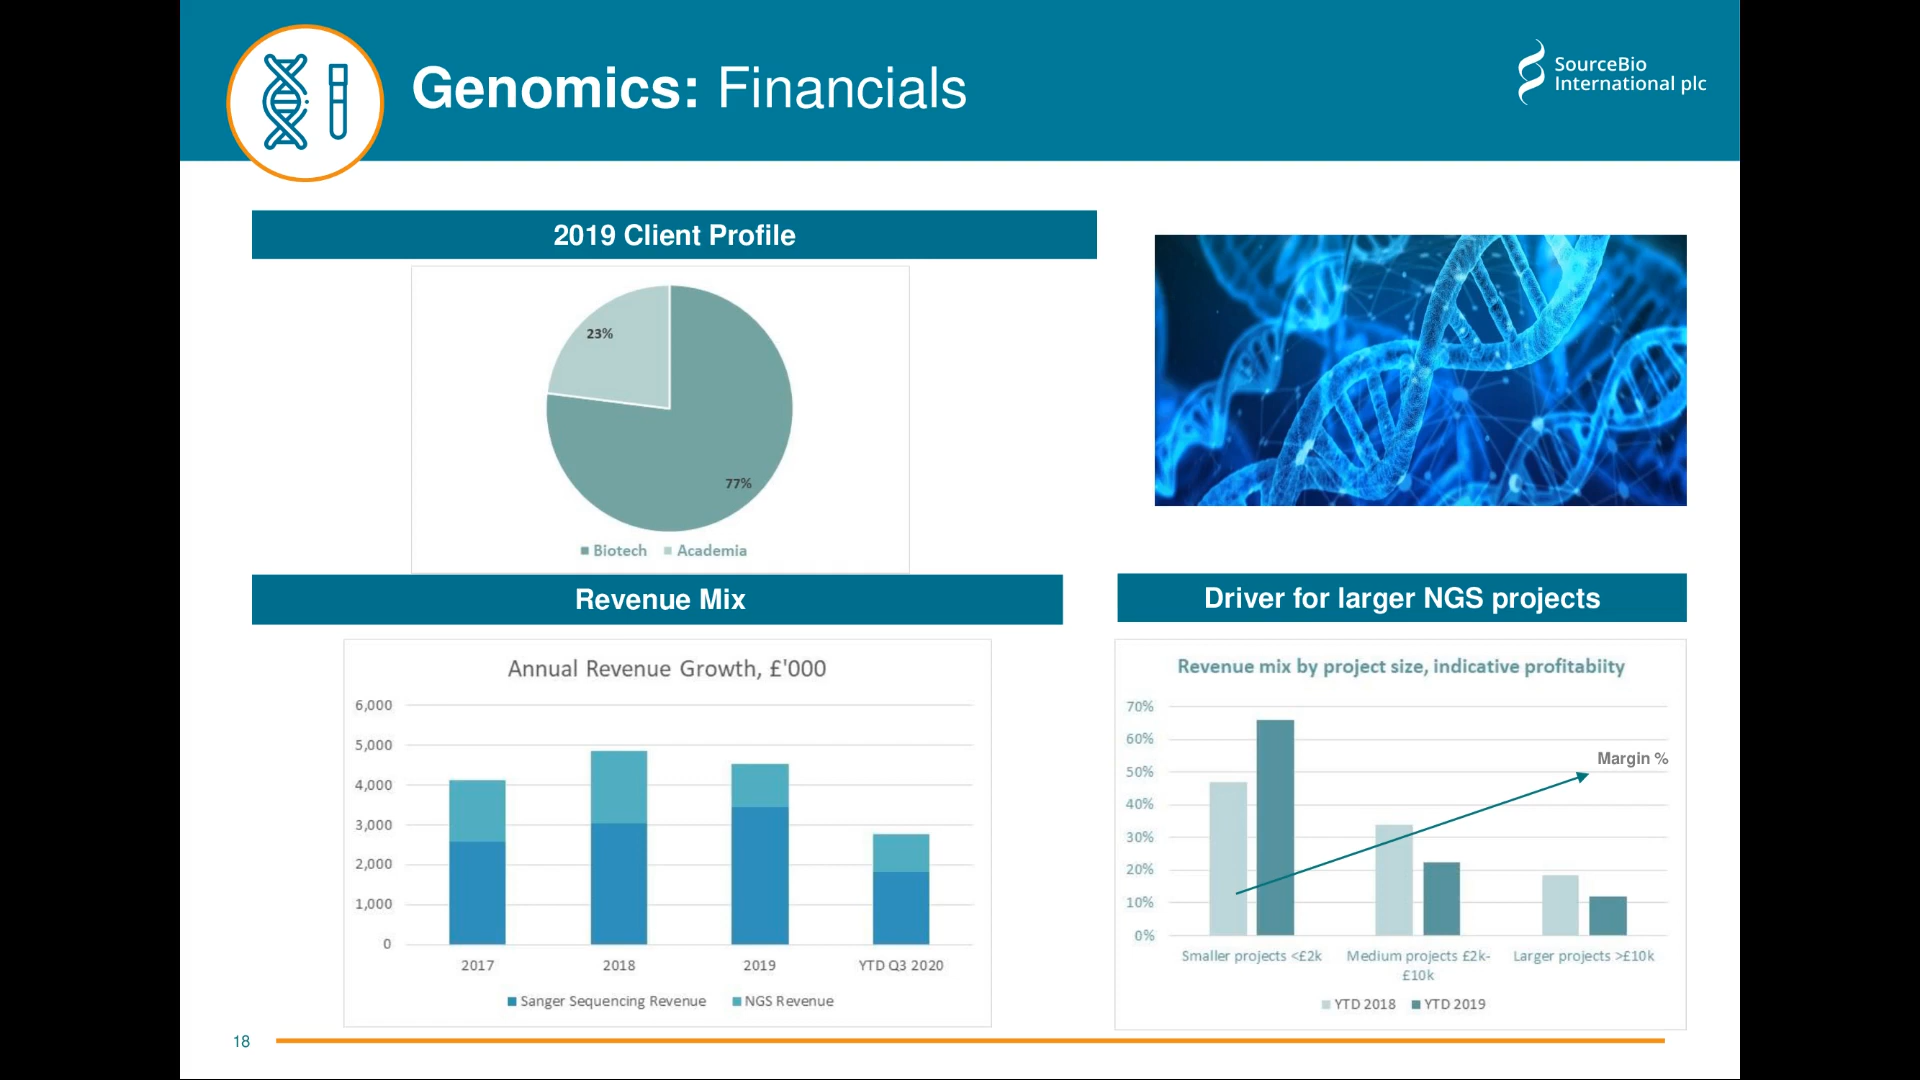 Genomics: Financials
SourceBio
International plc
2019 Client Profile
23%
77%
Biotech Academia
Revenue Mix
Annual Revenue Growth, £'000
6,000
5,000
4,000
3,000
2,000
1,000
0
2017 2018 2019 YTD Q3 2020
Sanger Sequencing Revenue NGS Revenue
Driver for larger NGS projects
Revenue mix by project size, indicative profitabiity
70%
60%
50%
40%
30%
20%
10%
0%
Margin %
Smaller projects <£2k Medium projects £2k- Larger projects >£10k
£10k
YTD 2018 YTD 2019
18